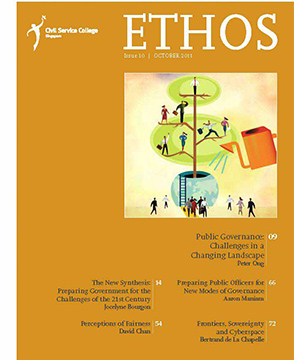 Civil Service College
Singapore
ETHOS
Issue 10 | OCTOBER 2011
Public Governance: 09
Challenges in a
Changing Landscape
Peter Ong
The New Synthesis: 14
Preparing Government for the
Challenges of the 21st Century
Jocelyne Bourgon
Preparing Public Officers for 66
New Modes of Governance
Aaron Maniam
Perceptions of Fairness 54
David Chan
Frontiers, Sovereignty 72
and Cyberspace
Bertrand de La Chapelle